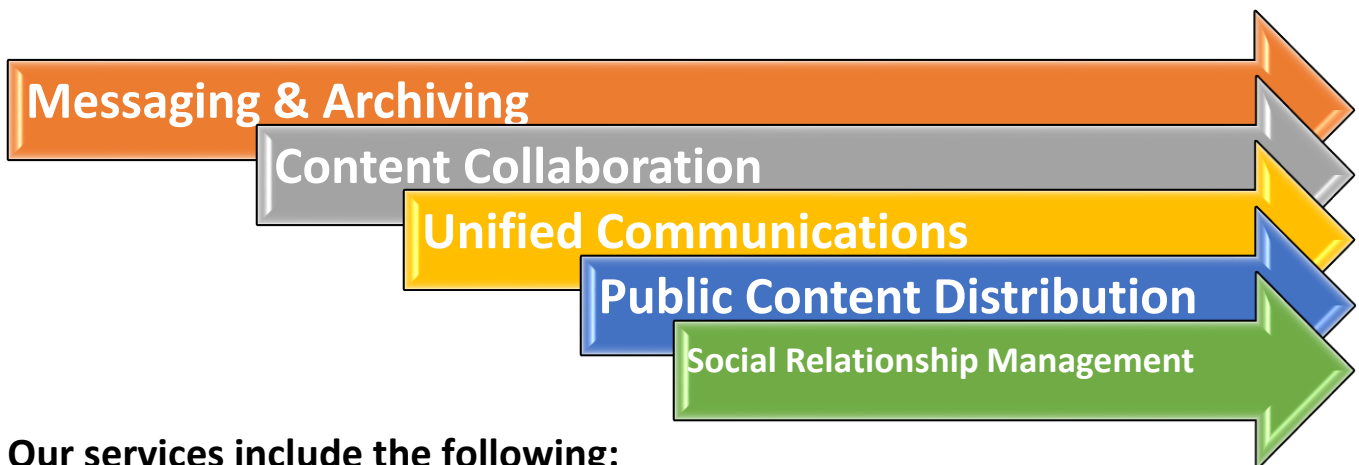 Messaging & Archiving
Content Collaboration
Unified Communications
Public Content Distribution
Social Relationship Management
Our services include the following: